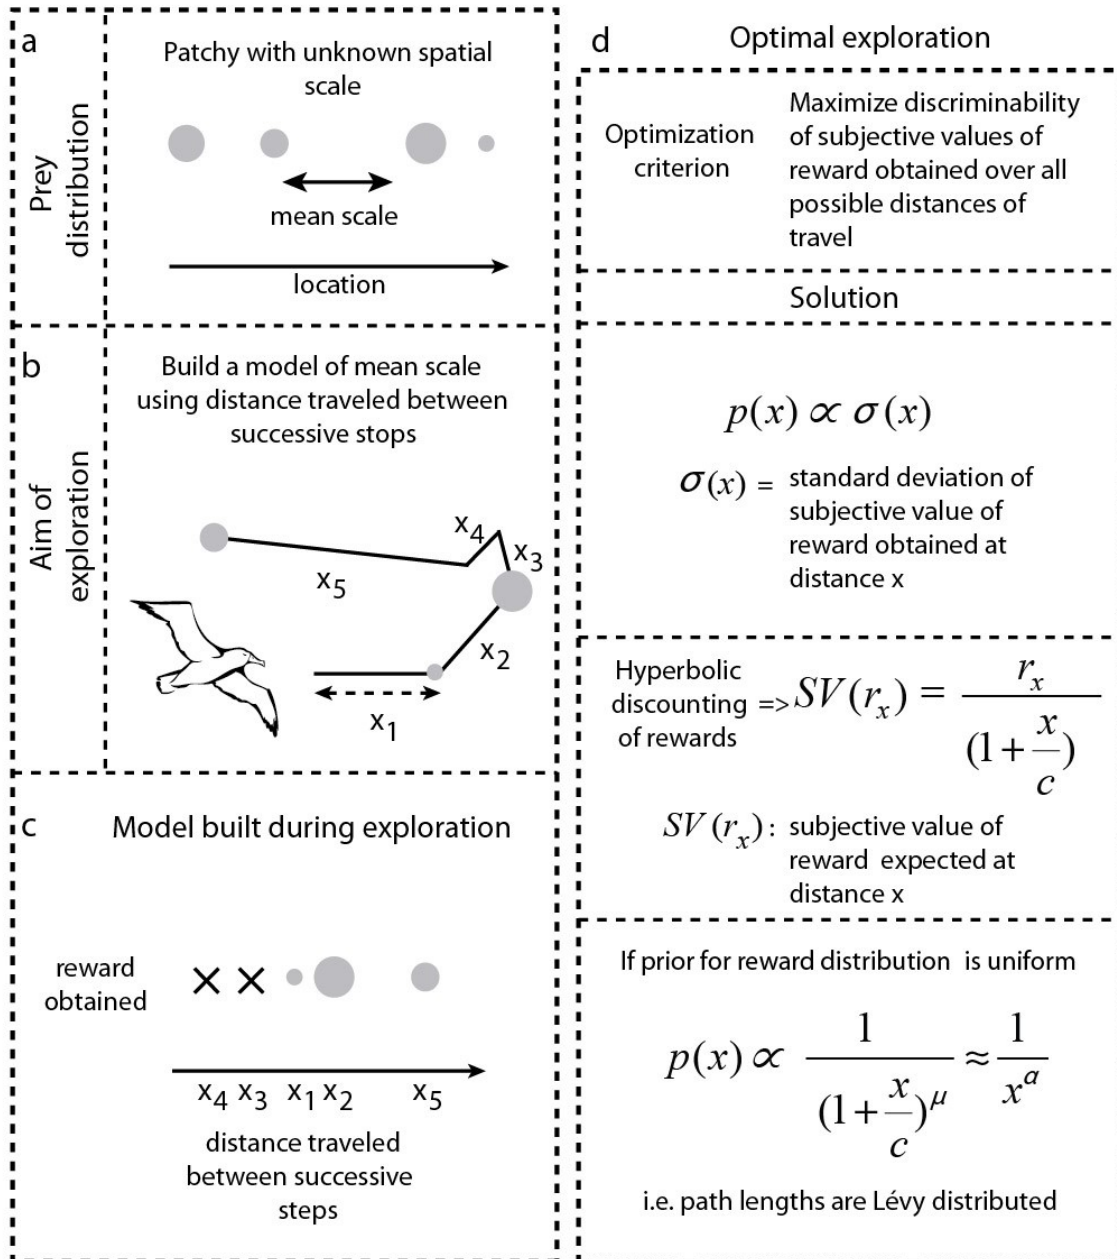 a
Prey
distribution
Patchy with unknown spatial
scale
mean scale
location
b
Aim of
exploration
Build a model of mean scale
using distance traveled between
successive stops
x₄
x₃
x₅
x₂
x₁
c
Model built during exploration
reward
obtained
x₄ x₃ x₁ x₂ x₅
distance traveled
between successive
steps
d
Optimal exploration
Optimization
criterion
Maximize discriminability
of subjective values of
reward obtained over all
possible distances of
travel
Solution
p(x) ∝ σ(x)
σ(x) = standard deviation of
subjective value of
reward obtained at
distance x
Hyperbolic
discounting
of rewards
=> SV(rₓ) = rₓ / (1 + x/c)
SV(rₓ): subjective value of
reward expected at
distance x
If prior for reward distribution is uniform
p(x) ∝ 1 / (1 + x/c)^μ ≈ 1 / x^α
i.e. path lengths are Lévy distributed